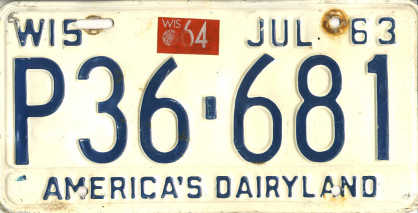 WIS WIS 64 JUL 63
P36-681
AMERICA'S DAIRYLAND